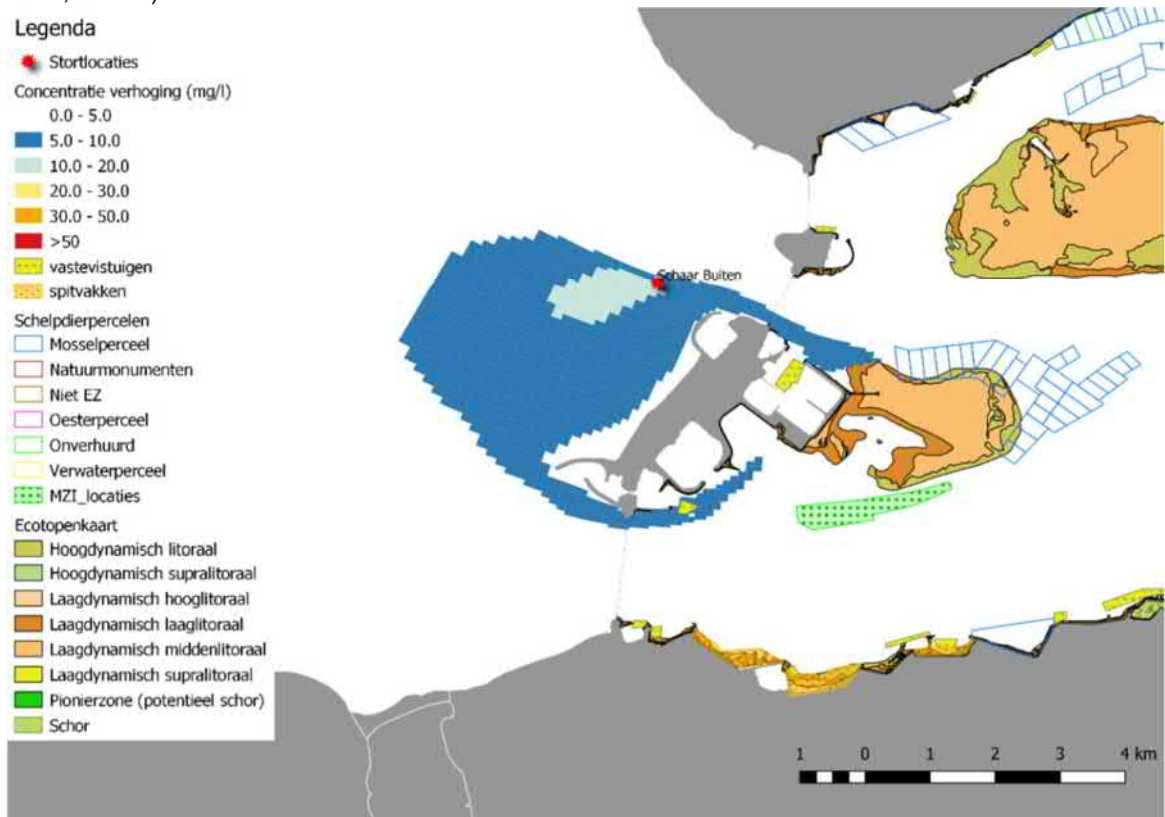 Legenda
Stortlocaties
Concentratie verhoging (mg/l)
0.0 - 5.0
5.0 - 10.0
10.0 - 20.0
20.0 - 30.0
30.0 - 50.0
>50
vastevistuigen
spitvakken
Schelpdierpercelen
Mosselperceel
Natuurmonumenten
Niet EZ
Oesterperceel
Onverhuurd
Verwaterperceel
MZI_locaties
Ecotopenkaart
Hoogdynamisch litoraal
Hoogdynamisch supralitoraal
Laagdynamisch hooglitoraal
Laagdynamisch laaglitoraal
Laagdynamisch middenlitoraal
Laagdynamisch supralitoraal
Pionierzone (potentieel schor)
Schor
Schaar Buiten
1 0 1 2 3 4 km